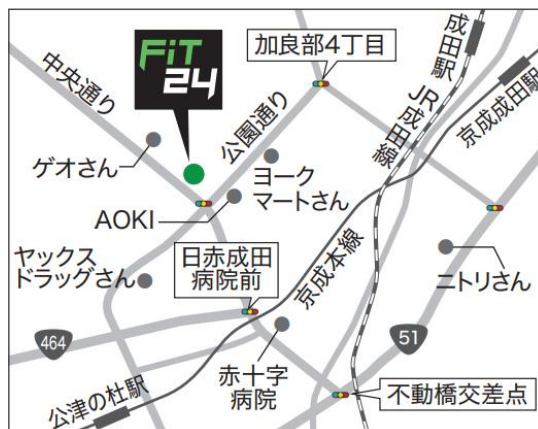 FiT
24
中央通り
公園通り
加良部4丁目
成田駅
JR成田線
京成成田駅
ゲオさん
ヨーク
マートさん
AOKI
ヤックス
ドラッグさん
日赤成田
病院前
京成本線
ニトリさん
464
51
赤十字
病院
公津の杜駅
不動橋交差点